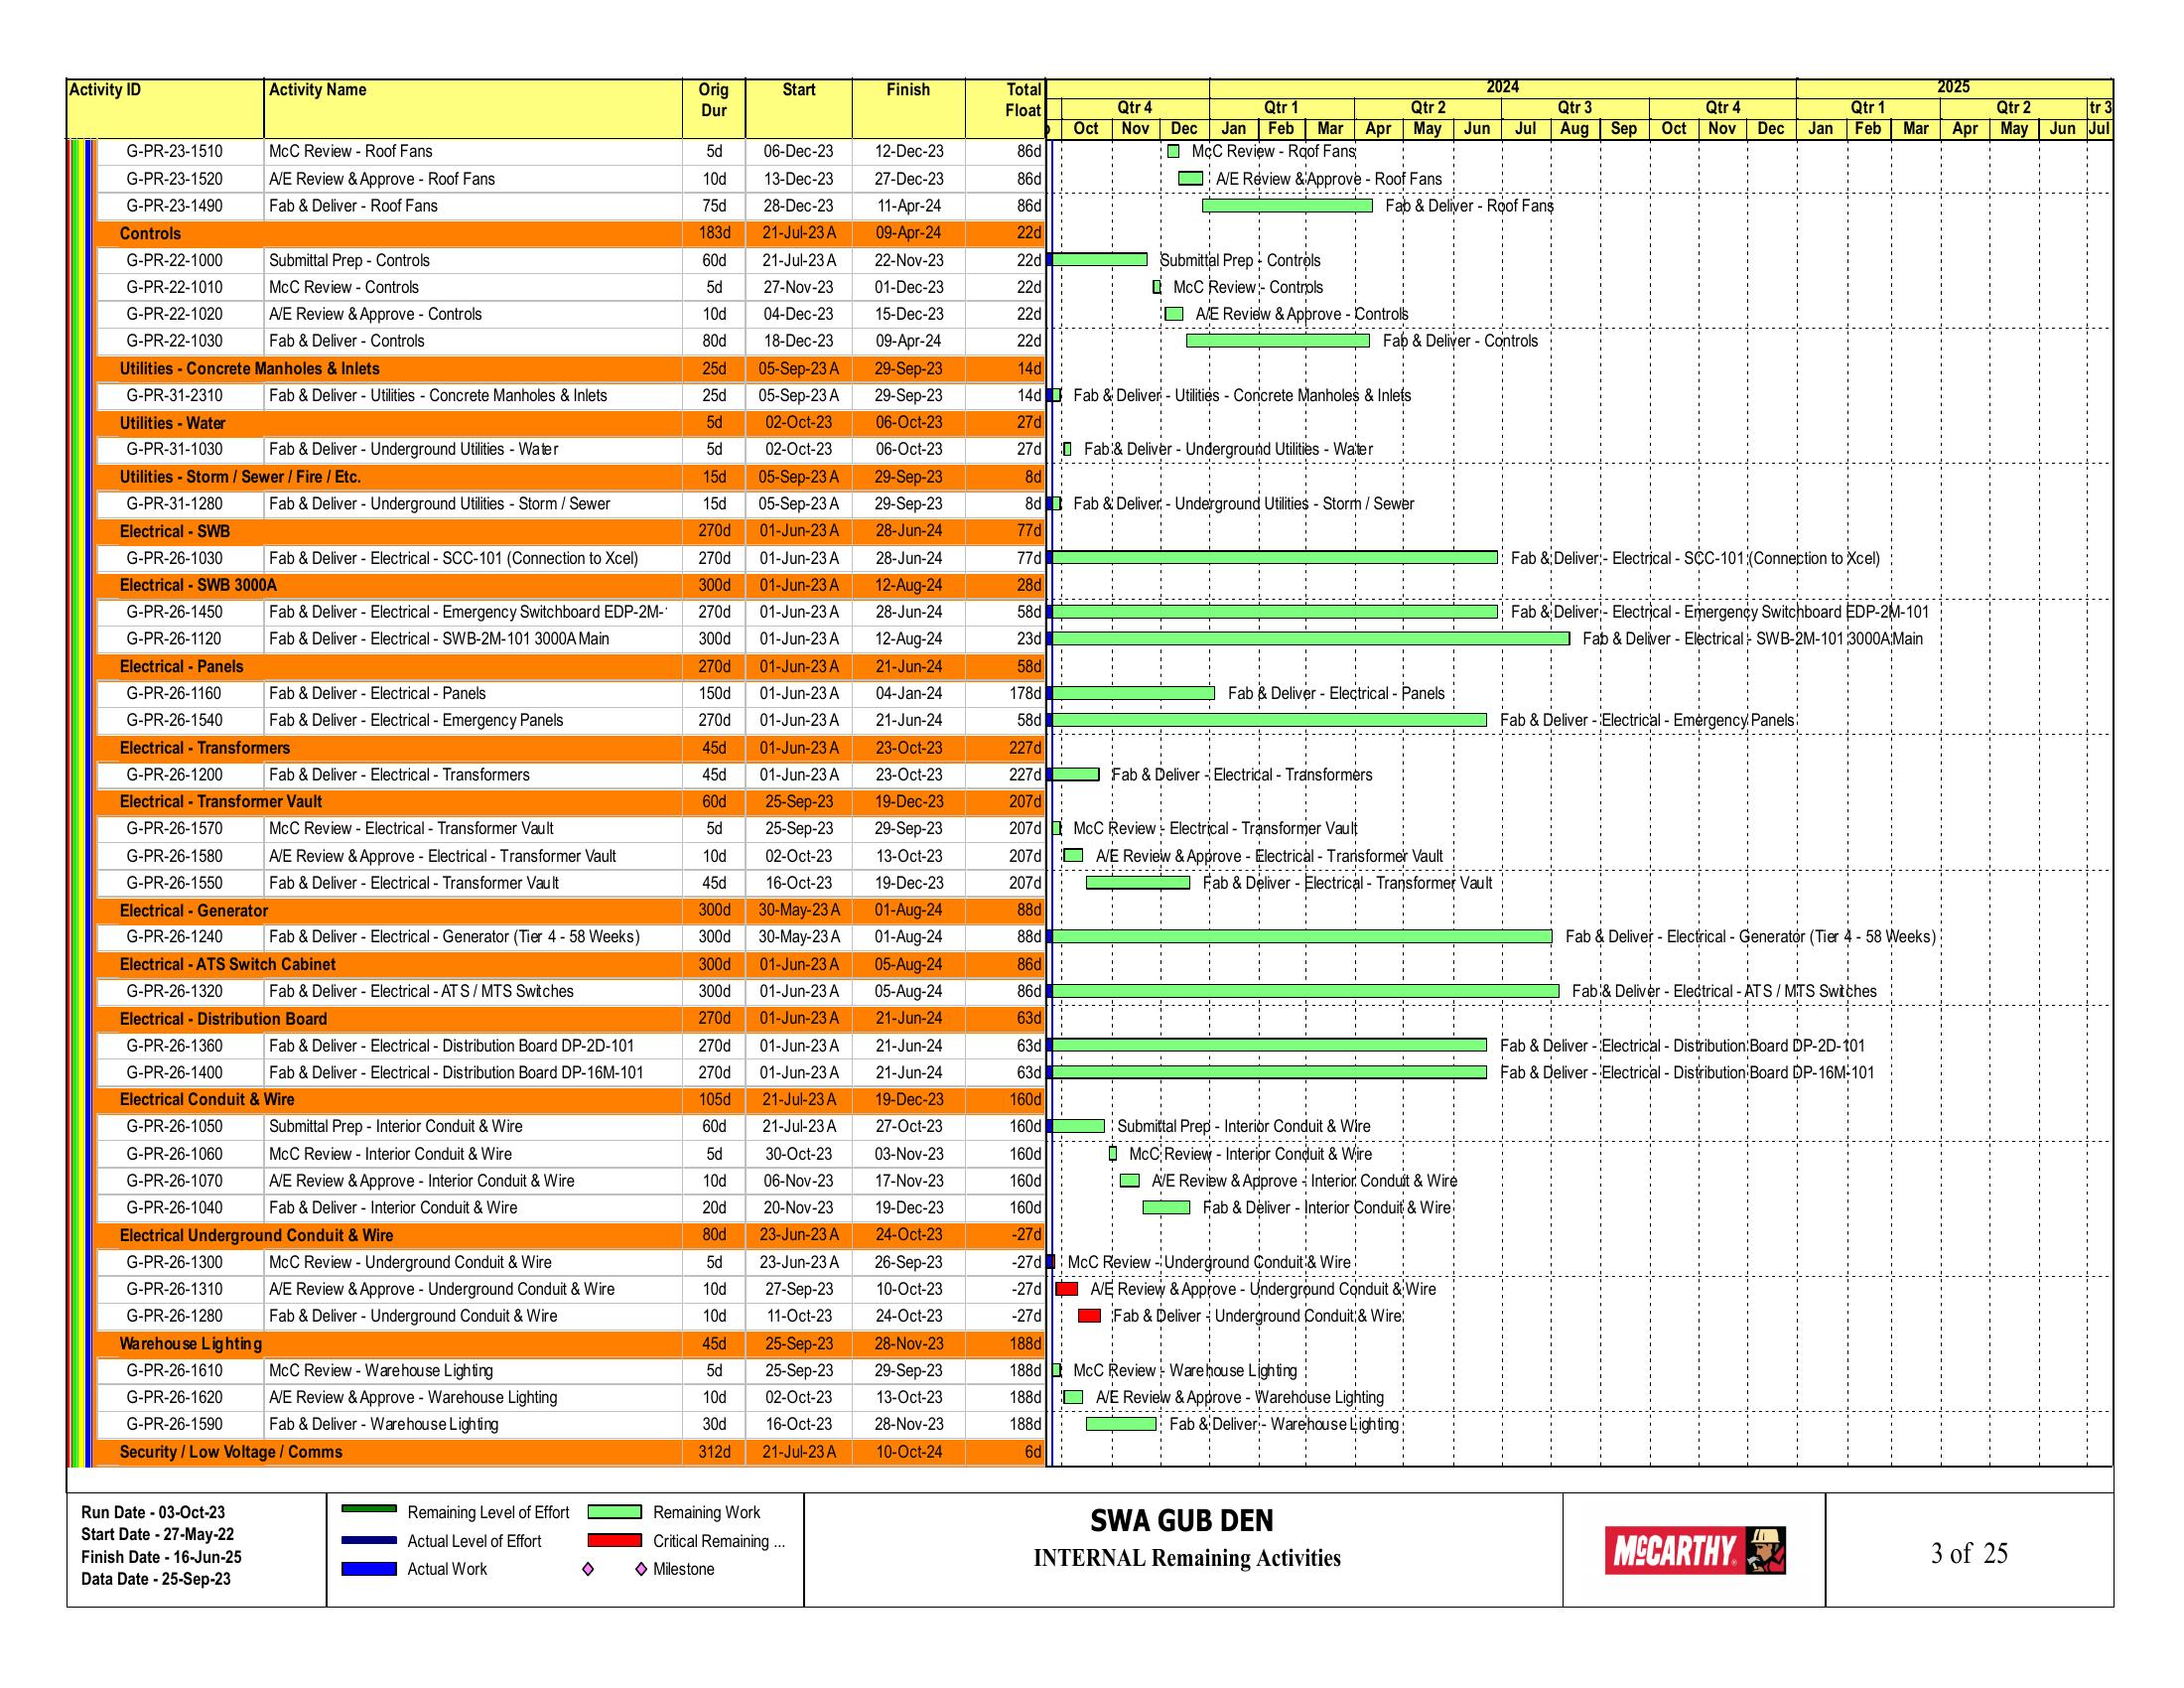 Activity ID Activity Name Orig Dur Start Finish Total Float
2024 2025
Qtr 4 Qtr 1 Qtr 2 Qtr 3 Qtr 4 Qtr 1 Qtr 2 tr 3
Oct Nov Dec Jan Feb Mar Apr May Jun Jul Aug Sep Oct Nov Dec Jan Feb Mar Apr May Jun Jul
G-PR-23-1510 McC Review - Roof Fans 5d 06-Dec-23 12-Dec-23 86d McC Review - Roof Fans
G-PR-23-1520 A/E Review & Approve - Roof Fans 10d 13-Dec-23 27-Dec-23 86d A/E Review & Approve - Roof Fans
G-PR-23-1490 Fab & Deliver - Roof Fans 75d 28-Dec-23 11-Apr-24 86d Fab & Deliver - Roof Fans
Controls 183d 21-Jul-23 A 09-Apr-24 22d
G-PR-22-1000 Submittal Prep - Controls 60d 21-Jul-23 A 22-Nov-23 22d Submittal Prep - Controls
G-PR-22-1010 McC Review - Controls 5d 27-Nov-23 01-Dec-23 22d McC Review - Controls
G-PR-22-1020 A/E Review & Approve - Controls 10d 04-Dec-23 15-Dec-23 22d A/E Review & Approve - Controls
G-PR-22-1030 Fab & Deliver - Controls 80d 18-Dec-23 09-Apr-24 22d Fab & Deliver - Controls
Utilities - Concrete Manholes & Inlets 25d 05-Sep-23 A 29-Sep-23 14d
G-PR-31-2310 Fab & Deliver - Utilities - Concrete Manholes & Inlets 25d 05-Sep-23 A 29-Sep-23 14d Fab & Deliver - Utilities - Concrete Manholes & Inlets
Utilities - Water 5d 02-Oct-23 06-Oct-23 27d
G-PR-31-1030 Fab & Deliver - Underground Utilities - Water 5d 02-Oct-23 06-Oct-23 27d Fab & Deliver - Underground Utilities - Water
Utilities - Storm / Sewer / Fire / Etc. 15d 05-Sep-23 A 29-Sep-23 8d
G-PR-31-1280 Fab & Deliver - Underground Utilities - Storm / Sewer 15d 05-Sep-23 A 29-Sep-23 8d Fab & Deliver - Underground Utilities - Storm / Sewer
Electrical - SWB 270d 01-Jun-23 A 28-Jun-24 77d
G-PR-26-1030 Fab & Deliver - Electrical - SCC-101 (Connection to Xcel) 270d 01-Jun-23 A 28-Jun-24 77d Fab & Deliver - Electrical - SCC-101 (Connection to Xcel)
Electrical - SWB 3000A 300d 01-Jun-23 A 12-Aug-24 28d
G-PR-26-1450 Fab & Deliver - Electrical - Emergency Switchboard EDP-2M- 270d 01-Jun-23 A 28-Jun-24 58d Fab & Deliver - Electrical - Emergency Switchboard EDP-2M-101
G-PR-26-1120 Fab & Deliver - Electrical - SWB-2M-101 3000A Main 300d 01-Jun-23 A 12-Aug-24 23d Fab & Deliver - Electrical - SWB-2M-101 3000A Main
Electrical - Panels 270d 01-Jun-23 A 21-Jun-24 58d
G-PR-26-1160 Fab & Deliver - Electrical - Panels 150d 01-Jun-23 A 04-Jan-24 178d Fab & Deliver - Electrical - Panels
G-PR-26-1540 Fab & Deliver - Electrical - Emergency Panels 270d 01-Jun-23 A 21-Jun-24 58d Fab & Deliver - Electrical - Emergency Panels
Electrical - Transformers 45d 01-Jun-23 A 23-Oct-23 227d
G-PR-26-1200 Fab & Deliver - Electrical - Transformers 45d 01-Jun-23 A 23-Oct-23 227d Fab & Deliver - Electrical - Transformers
Electrical - Transformer Vault 60d 25-Sep-23 19-Dec-23 207d
G-PR-26-1570 McC Review - Electrical - Transformer Vault 5d 25-Sep-23 29-Sep-23 207d McC Review - Electrical - Transformer Vault
G-PR-26-1580 A/E Review & Approve - Electrical - Transformer Vault 10d 02-Oct-23 13-Oct-23 207d A/E Review & Approve - Electrical - Transformer Vault
G-PR-26-1550 Fab & Deliver - Electrical - Transformer Vault 45d 16-Oct-23 19-Dec-23 207d Fab & Deliver - Electrical - Transformer Vault
Electrical - Generator 300d 30-May-23 A 01-Aug-24 88d
G-PR-26-1240 Fab & Deliver - Electrical - Generator (Tier 4 - 58 Weeks) 300d 30-May-23 A 01-Aug-24 88d Fab & Deliver - Electrical - Generator (Tier 4 - 58 Weeks)
Electrical - ATS Switch Cabinet 300d 01-Jun-23 A 05-Aug-24 86d
G-PR-26-1320 Fab & Deliver - Electrical - ATS / MTS Switches 300d 01-Jun-23 A 05-Aug-24 86d Fab & Deliver - Electrical - ATS / MTS Switches
Electrical - Distribution Board 270d 01-Jun-23 A 21-Jun-24 63d
G-PR-26-1360 Fab & Deliver - Electrical - Distribution Board DP-2D-101 270d 01-Jun-23 A 21-Jun-24 63d Fab & Deliver - Electrical - Distribution Board DP-2D-101
G-PR-26-1400 Fab & Deliver - Electrical - Distribution Board DP-16M-101 270d 01-Jun-23 A 21-Jun-24 63d Fab & Deliver - Electrical - Distribution Board DP-16M-101
Electrical Conduit & Wire 105d 21-Jul-23 A 19-Dec-23 160d
G-PR-26-1050 Submittal Prep - Interior Conduit & Wire 60d 21-Jul-23 A 27-Oct-23 160d Submittal Prep - Interior Conduit & Wire
G-PR-26-1060 McC Review - Interior Conduit & Wire 5d 30-Oct-23 03-Nov-23 160d McC Review - Interior Conduit & Wire
G-PR-26-1070 A/E Review & Approve - Interior Conduit & Wire 10d 06-Nov-23 17-Nov-23 160d A/E Review & Approve - Interior Conduit & Wire
G-PR-26-1040 Fab & Deliver - Interior Conduit & Wire 20d 20-Nov-23 19-Dec-23 160d Fab & Deliver - Interior Conduit & Wire
Electrical Underground Conduit & Wire 80d 23-Jun-23 A 24-Oct-23 -27d
G-PR-26-1300 McC Review - Underground Conduit & Wire 5d 23-Jun-23 A 26-Sep-23 -27d McC Review - Underground Conduit & Wire
G-PR-26-1310 A/E Review & Approve - Underground Conduit & Wire 10d 27-Sep-23 10-Oct-23 -27d A/E Review & Approve - Underground Conduit & Wire
G-PR-26-1280 Fab & Deliver - Underground Conduit & Wire 10d 11-Oct-23 24-Oct-23 -27d Fab & Deliver - Underground Conduit & Wire
Warehouse Lighting 45d 25-Sep-23 28-Nov-23 188d
G-PR-26-1610 McC Review - Warehouse Lighting 5d 25-Sep-23 29-Sep-23 188d McC Review - Warehouse Lighting
G-PR-26-1620 A/E Review & Approve - Warehouse Lighting 10d 02-Oct-23 13-Oct-23 188d A/E Review & Approve - Warehouse Lighting
G-PR-26-1590 Fab & Deliver - Warehouse Lighting 30d 16-Oct-23 28-Nov-23 188d Fab & Deliver - Warehouse Lighting
Security / Low Voltage / Comms 312d 21-Jul-23 A 10-Oct-24 6d
Run Date - 03-Oct-23
Start Date - 27-May-22
Finish Date - 16-Jun-25
Data Date - 25-Sep-23
Remaining Level of Effort Remaining Work
Actual Level of Effort Critical Remaining ...
Actual Work Milestone
SWA GUB DEN
INTERNAL Remaining Activities
McCARTHY
3 of 25